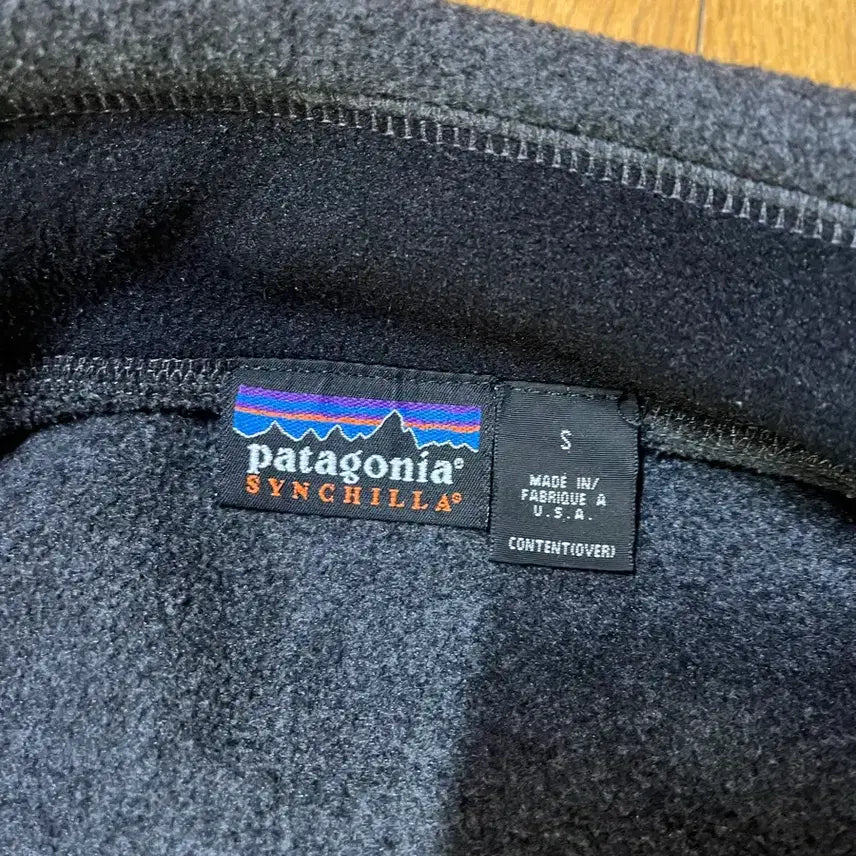 patagonia®
SYNCHILLA®
S
MADE IN/
FABRIQUE A
U.S.A.
CONTENT(OVER)